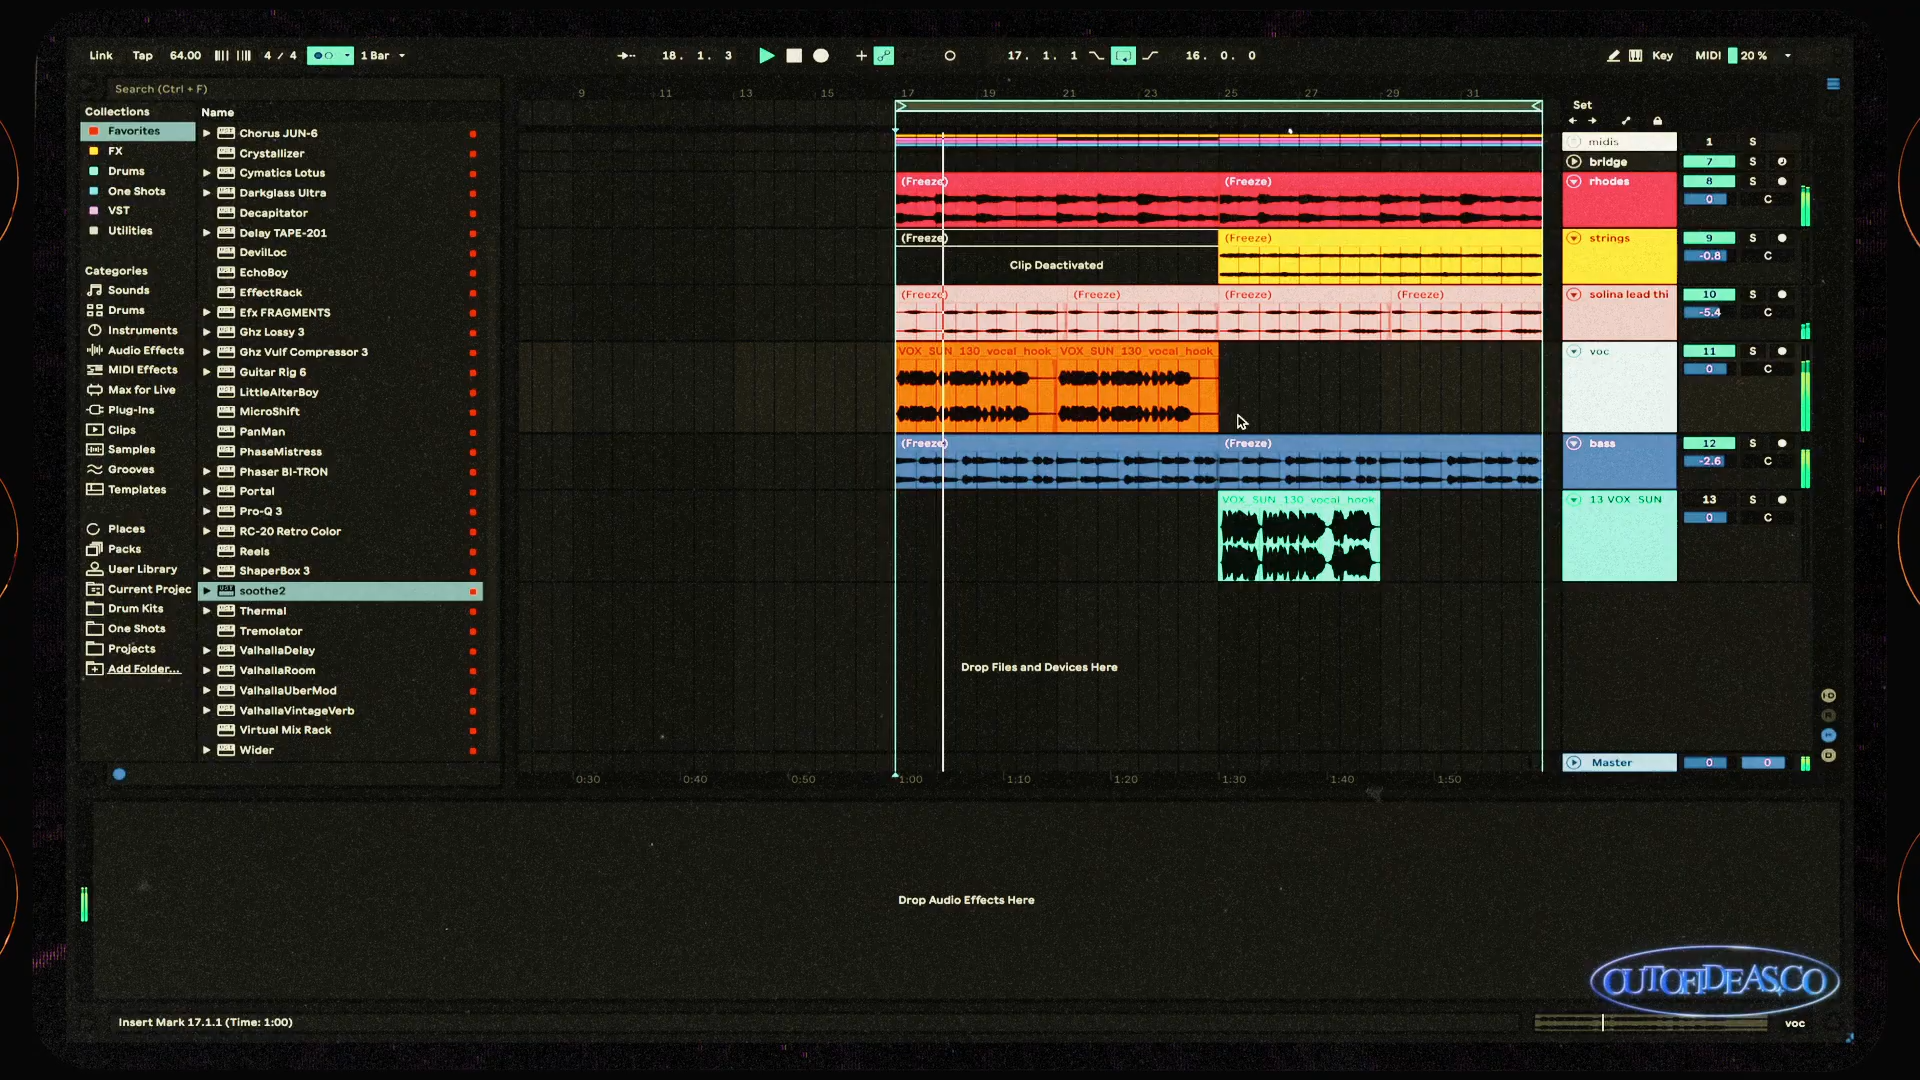 Link Tap 64.00 4 / 4 1 Bar 18. 1. 3 17. 1. 1 16. 0. 0 Key MIDI 20 %
Search (Ctrl + F)
Collections
Favorites
FX
Drums
One Shots
VST
Utilities
Categories
Sounds
Drums
Instruments
Audio Effects
MIDI Effects
Max for Live
Plug-Ins
Clips
Samples
Grooves
Templates
Places
Packs
User Library
Current Projec
Drum Kits
One Shots
Projects
Add Folder...
Name
Chorus JUN-6
Crystallizer
Cymatics Lotus
Darkglass Ultra
Decapitator
Delay TAPE-201
DevilLoc
EchoBoy
EffectRack
Efx FRAGMENTS
Ghz Lossy 3
Ghz Vulf Compressor 3
Guitar Rig 6
LittleAlterBoy
MicroShift
PanMan
PhaseMistress
Phaser BI-TRON
Portal
Pro-Q 3
RC-20 Retro Color
Reels
ShaperBox 3
soothe2
Thermal
Tremolator
ValhallaDelay
ValhallaRoom
ValhallaUberMod
ValhallaVintageVerb
Virtual Mix Rack
Wider
9 11 13 15 17 19 21 23 25 27 29 31
(Freeze) (Freeze)
(Freeze) (Freeze)
Clip Deactivated
(Freeze) (Freeze) (Freeze) (Freeze)
VOX_SUN_130_vocal_hook VOX_SUN_130_vocal_hook
(Freeze) (Freeze)
VOX_SUN_130_vocal_hook
Drop Files and Devices Here
0:30 0:40 0:50 1:00 1:10 1:20 1:30 1:40 1:50
Set
midis 1 S
bridge 7 S
rhodes 8 S
0 C
strings 9 S
-0.8 C
solina lead thi 10 S
-5.4 C
voc 11 S
0 C
bass 12 S
-2.6 C
13 VOX_SUN 13 S
0 C
Master 0 0
Drop Audio Effects Here
OUTOFIDEAS.CO
Insert Mark 17.1.1 (Time: 1:00)
voc